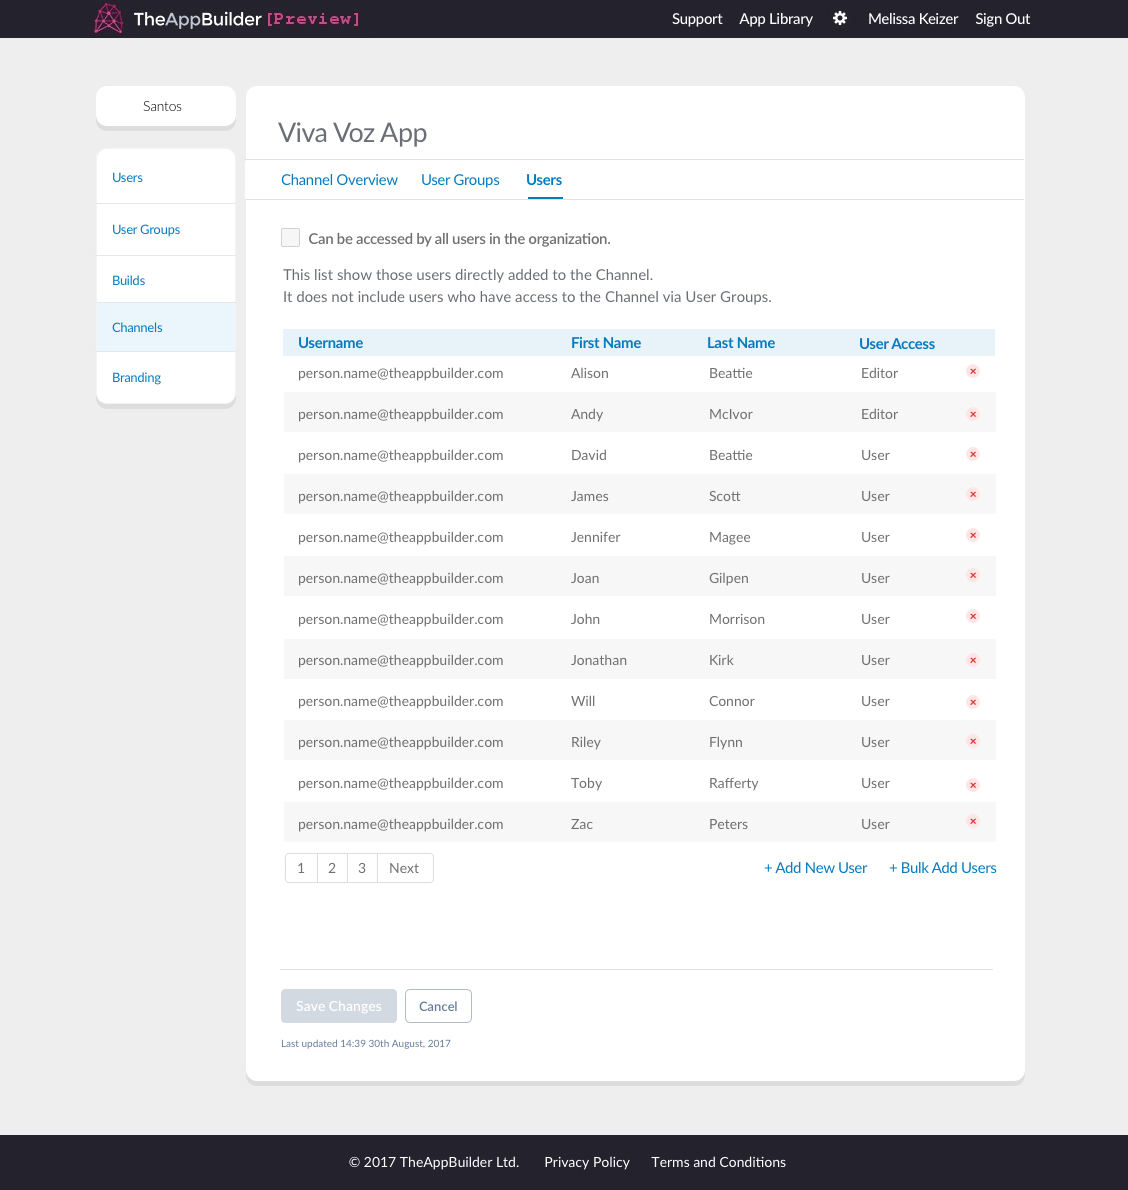 TheAppBuilder [Preview] Support App Library Melissa Keizer Sign Out
Santos
Users
User Groups
Builds
Channels
Branding
Viva Voz App
Channel Overview User Groups Users
Can be accessed by all users in the organization.
This list show those users directly added to the Channel.
It does not include users who have access to the Channel via User Groups.
Username First Name Last Name User Access
person.name@theappbuilder.com Alison Beattie Editor
person.name@theappbuilder.com Andy McIvor Editor
person.name@theappbuilder.com David Beattie User
person.name@theappbuilder.com James Scott User
person.name@theappbuilder.com Jennifer Magee User
person.name@theappbuilder.com Joan Gilpen User
person.name@theappbuilder.com John Morrison User
person.name@theappbuilder.com Jonathan Kirk User
person.name@theappbuilder.com Will Connor User
person.name@theappbuilder.com Riley Flynn User
person.name@theappbuilder.com Toby Rafferty User
person.name@theappbuilder.com Zac Peters User
1 2 3 Next + Add New User + Bulk Add Users
Save Changes Cancel
Last updated 14:39 30th August, 2017
© 2017 TheAppBuilder Ltd. Privacy Policy Terms and Conditions